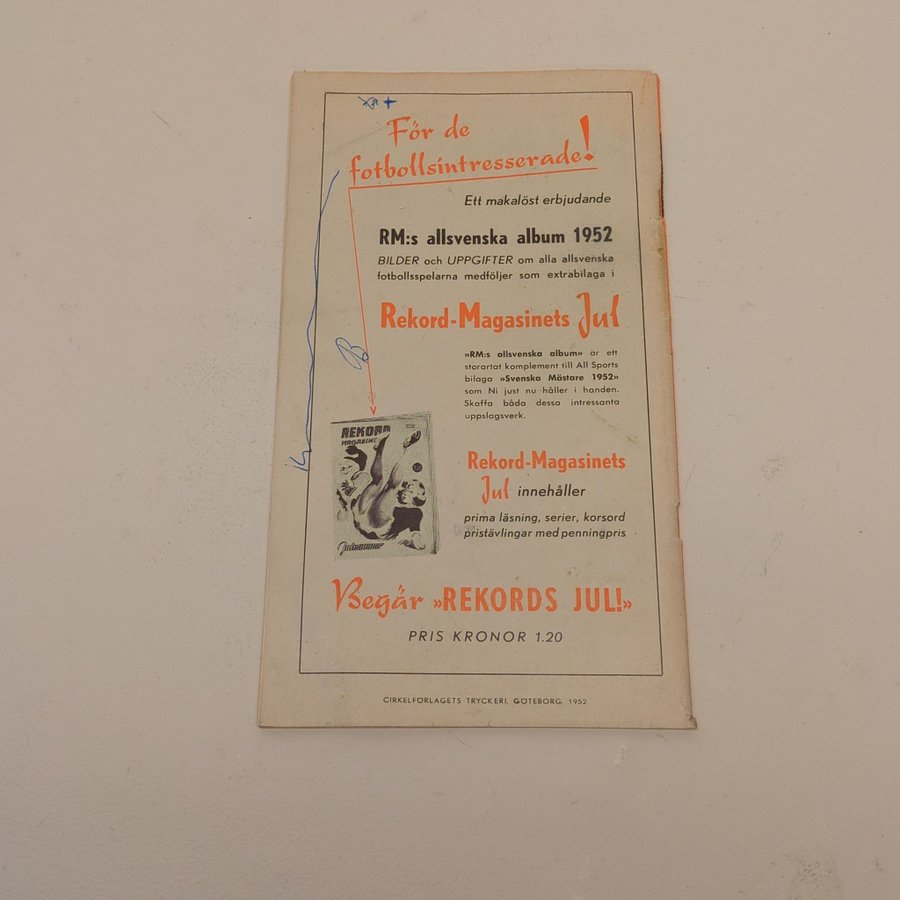 För de
fotbollsintresserade!
Ett makalöst erbjudande
RM:s allsvenska album 1952
BILDER och UPPGIFTER om alla allsvenska
fotbollsspelarna medföljer som extrabilaga i
Rekord-Magasinets Jul
»RM:s allsvenska album» är ett
storartat komplement till All Sports
bilaga »Svenska Mästare 1952»
som Ni just nu håller i handen.
Skaffa båda dessa intressanta
uppslagsverk.
REKORD
MAGASINET
Julnummer
Rekord-Magasinets
Jul innehåller
prima läsning, serier, korsord
pristävlingar med penningpris
Begär »REKORDS JUL!»
PRIS KRONOR 1.20
CIRKELFÖRLAGETS TRYCKERI, GÖTEBORG, 1952